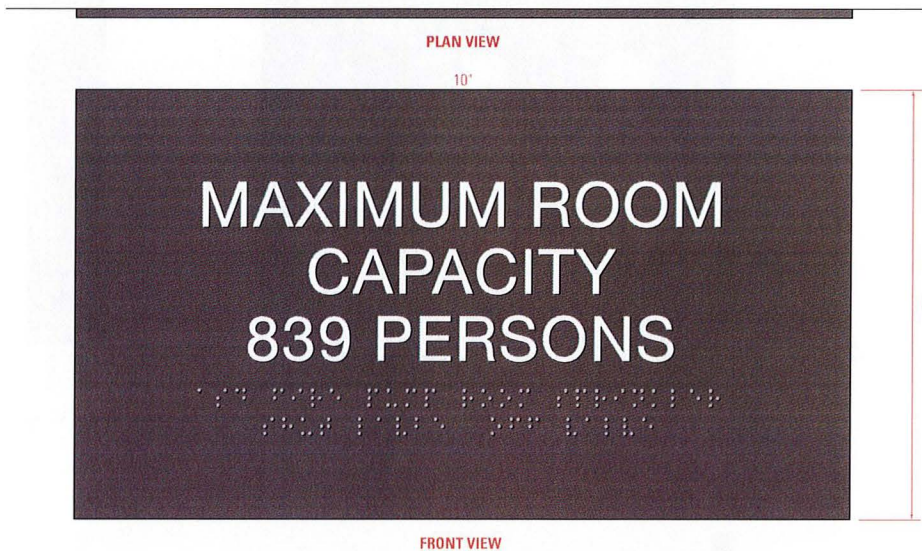 PLAN VIEW
10"
MAXIMUM ROOM
CAPACITY
839 PERSONS
FRONT VIEW